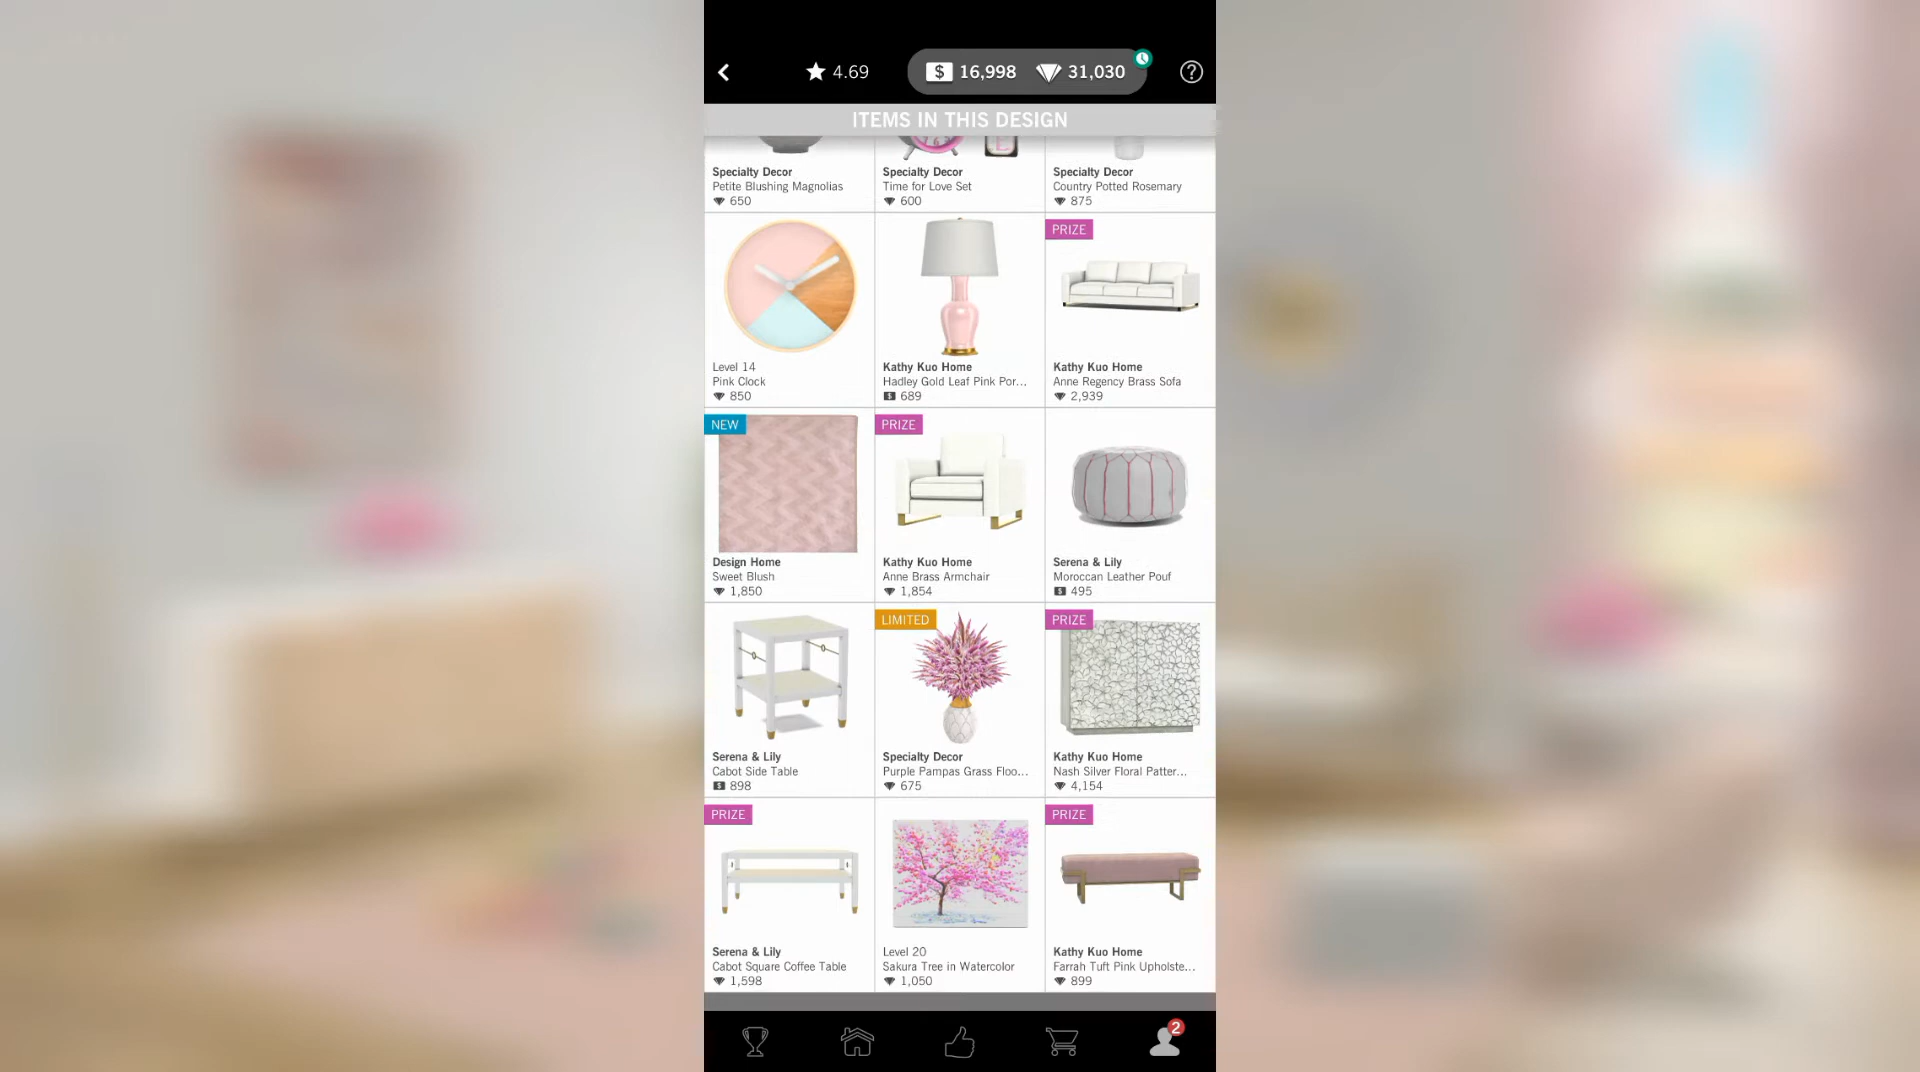 4.69
$ 16,998
31,030
?
ITEMS IN THIS DESIGN
Specialty Decor
Petite Blushing Magnolias
650
Specialty Decor
Time for Love Set
600
Specialty Decor
Country Potted Rosemary
875
Level 14
Pink Clock
850
Kathy Kuo Home
Hadley Gold Leaf Pink Por...
$ 689
PRIZE
Kathy Kuo Home
Anne Regency Brass Sofa
2,939
NEW
Design Home
Sweet Blush
1,850
PRIZE
Kathy Kuo Home
Anne Brass Armchair
1,854
Serena & Lily
Moroccan Leather Pouf
$ 495
Serena & Lily
Cabot Side Table
$ 898
LIMITED
Specialty Decor
Purple Pampas Grass Floo...
675
PRIZE
Kathy Kuo Home
Nash Silver Floral Patter...
4,154
PRIZE
Serena & Lily
Cabot Square Coffee Table
1,598
Level 20
Sakura Tree in Watercolor
1,050
PRIZE
Kathy Kuo Home
Farrah Tuft Pink Upholste...
899
2